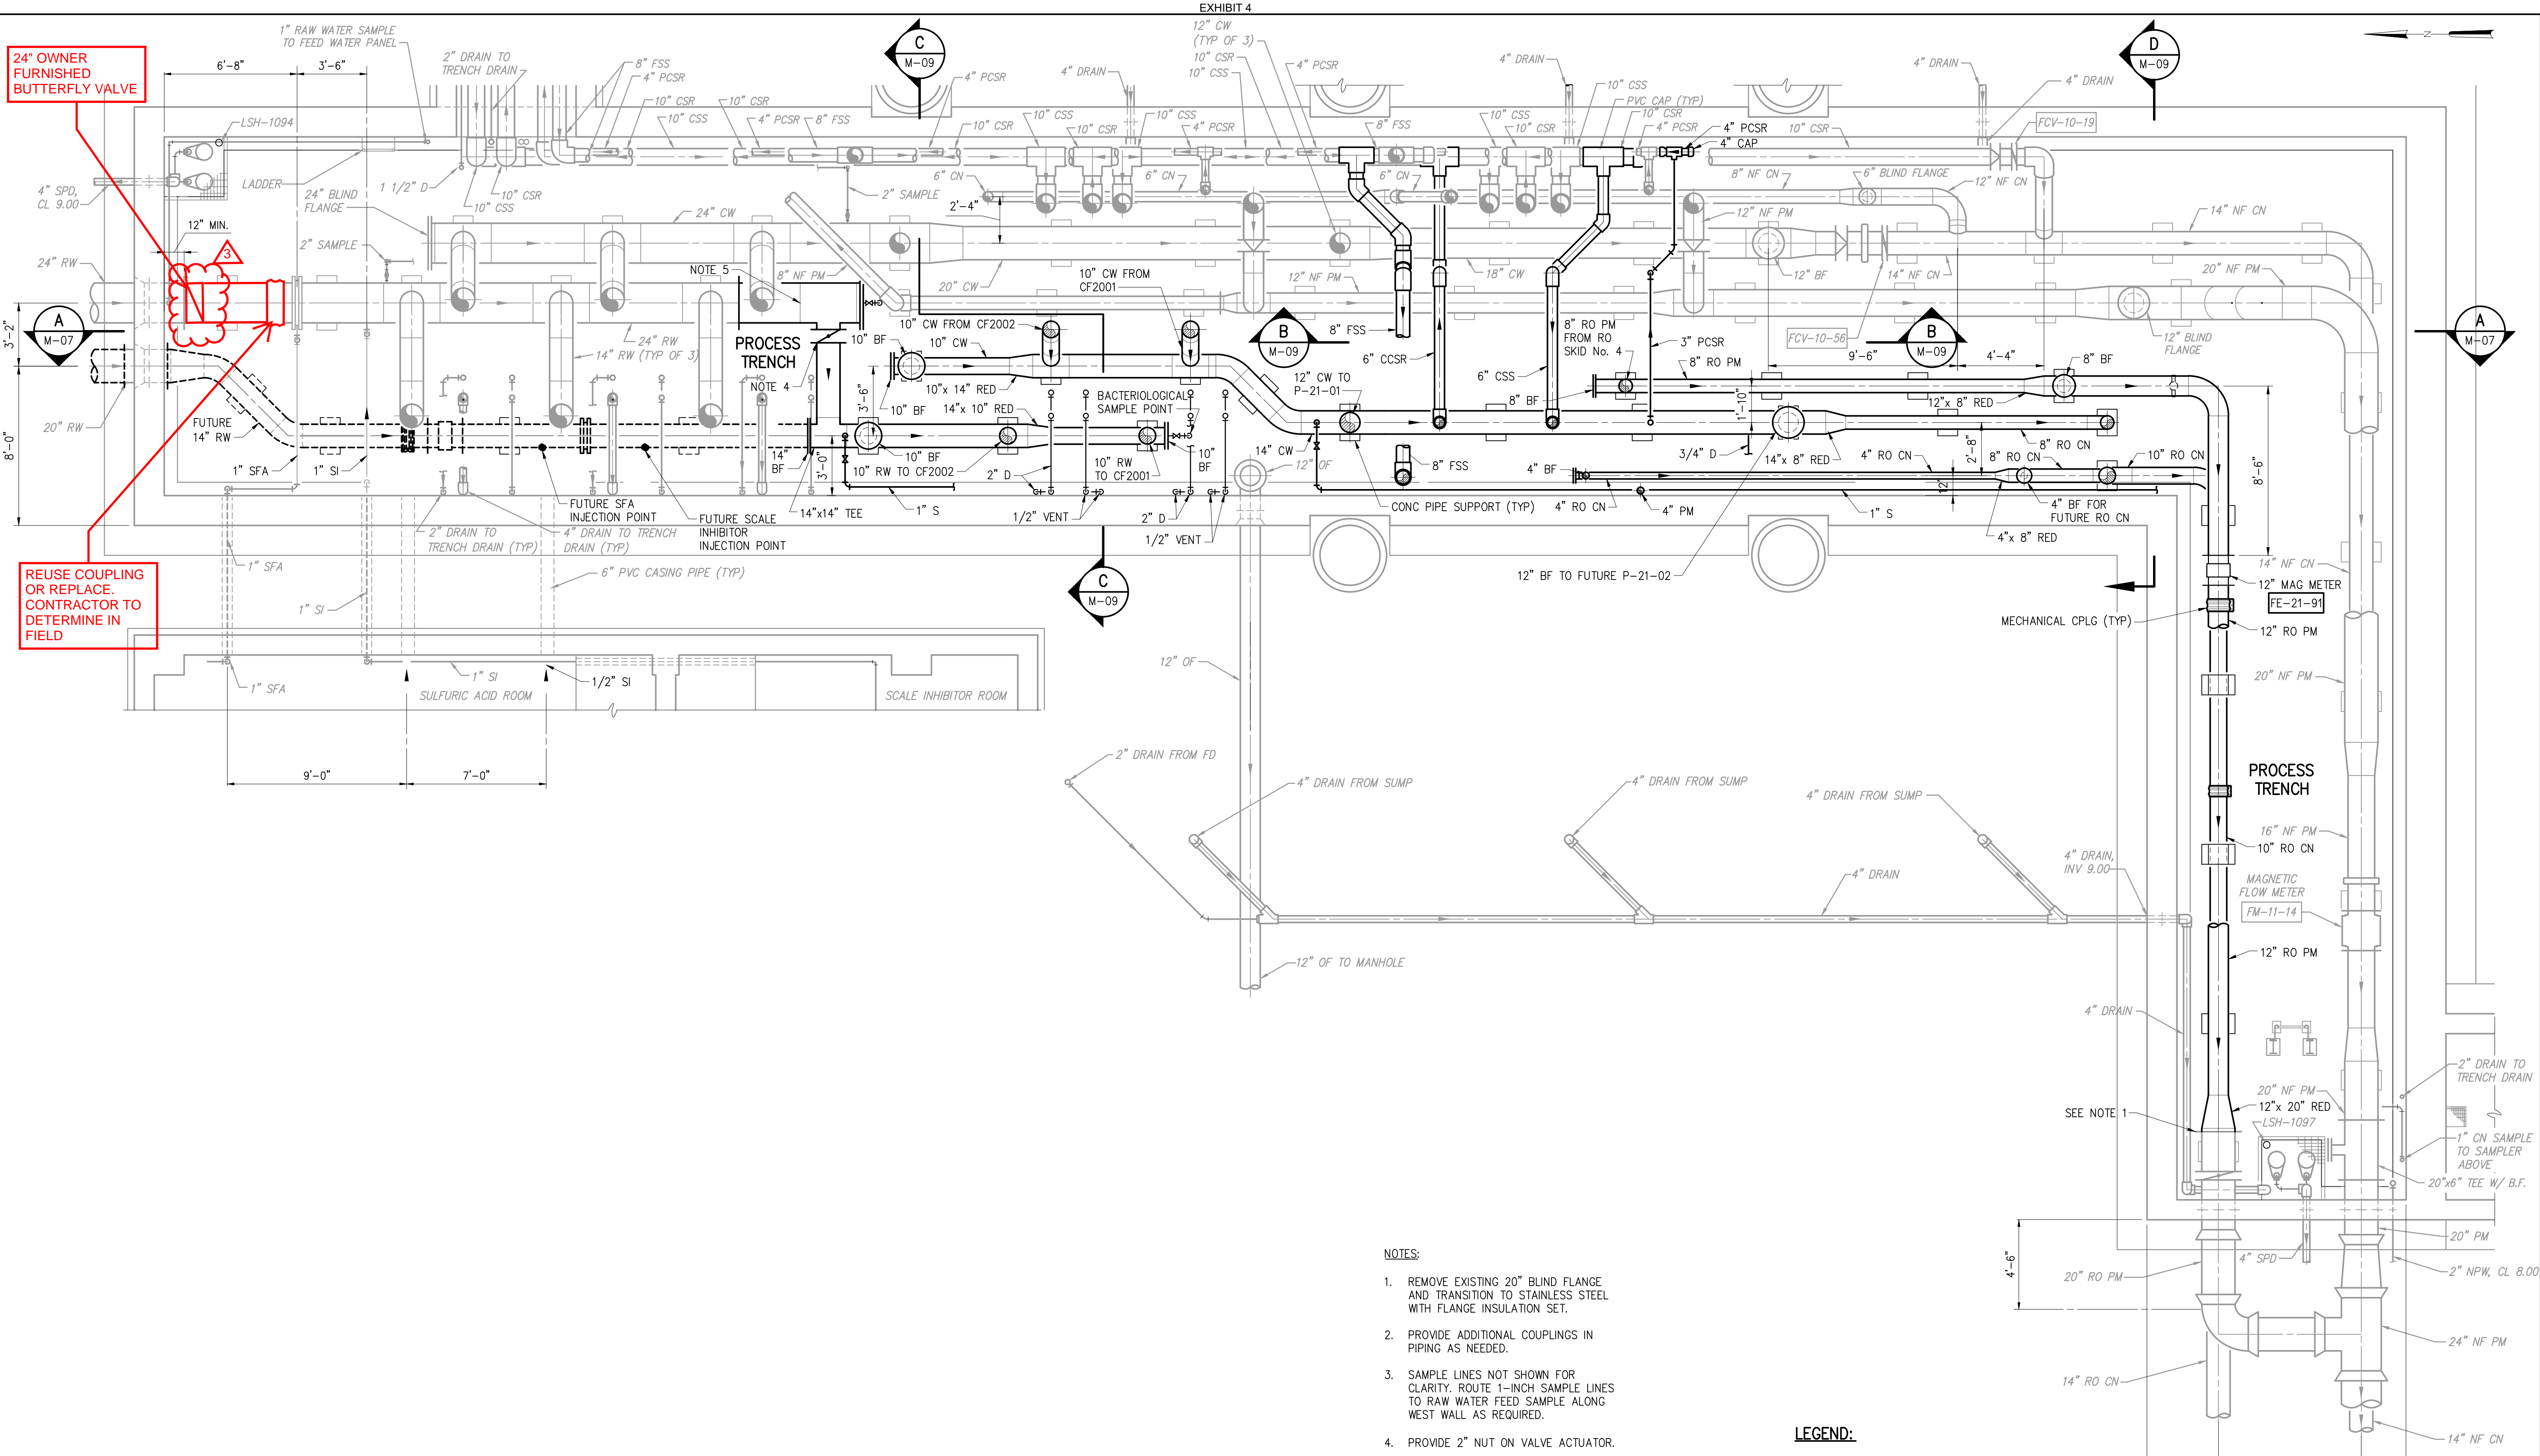 EXHIBIT 4
24" OWNER
FURNISHED
BUTTERFLY VALVE
1" RAW WATER SAMPLE
TO FEED WATER PANEL
6'-8"
3'-6"
2" DRAIN TO
TRENCH DRAIN
8" FSS
4" PCSR
10" CSR
10" CSS
10" CSR
4" PCSR
8" FSS
C
M-09
4" PCSR
10" CSR
4" DRAIN
12" CW
(TYP OF 3)
10" CSR
10" CSS
4" PCSR
4" DRAIN
10" CSS
PVC CAP (TYP)
10" CSR
4" PCSR
4" PCSR
4" CAP
10" CSR
4" DRAIN
4" DRAIN
FCV-10-19
D
M-09
N
LSH-1094
LADDER
4" SPD,
CL 9.00
1 1/2" D
10" CSR
10" CSS
24" BLIND
FLANGE
24" CW
2" SAMPLE
2" SAMPLE
12" MIN.
3
24" RW
10" CSS
10" CSR
10" CSS
4" PCSR
6" CN
6" CN
2'-4"
8" FSS
10" CSS
10" CSR
6" CN
8" NF CN
6" BLIND FLANGE
12" NF CN
12" NF PM
14" NF CN
NOTE 5
8" NF PM
20" CW
10" CW FROM
CF2001
12" NF PM
18" CW
12" BF
14" NF CN
20" NF PM
12" BLIND
FLANGE
A
M-07
3'-2"
8'-0"
20" RW
FUTURE
14" RW
1" SFA
1" SI
24" RW
14" RW (TYP OF 3)
PROCESS
TRENCH
NOTE 4
10" CW FROM CF2002
10" BF
10" CW
10"x 14" RED
3'-6"
10" BF
14"x 10" RED
BACTERIOLOGICAL
SAMPLE POINT
B
M-09
8" FSS
6" CCSR
12" CW TO
P-21-01
6" CSS
8" RO PM
FROM RO
SKID No. 4
3" PCSR
8" RO PM
8" BF
FCV-10-56
B
M-09
9'-6"
4'-4"
8" BF
12"x 8" RED
1'-10"
A
M-07
14"
BF
3'-0"
10" BF
10" RW TO CF2002
2" D
10" RW
TO CF2001
10"
BF
14" CW
12" OF
8" FSS
3/4" D
14"x 8" RED
4" BF
4" RO CN
2'-8"
8" RO CN
8" RO CN
10" RO CN
12"
8'-6"
FUTURE SFA
INJECTION POINT
FUTURE SCALE
INHIBITOR
INJECTION POINT
14"x14" TEE
1" S
1/2" VENT
2" D
1/2" VENT
CONC PIPE SUPPORT (TYP)
4" RO CN
4" PM
1" S
4" BF FOR
FUTURE RO CN
4"x 8" RED
2" DRAIN TO
TRENCH DRAIN (TYP)
4" DRAIN TO TRENCH
DRAIN (TYP)
REUSE COUPLING
OR REPLACE.
CONTRACTOR TO
DETERMINE IN
FIELD
1" SFA
6" PVC CASING PIPE (TYP)
1" SI
C
M-09
12" BF TO FUTURE P-21-02
14" NF CN
12" MAG METER
FE-21-91
MECHANICAL CPLG (TYP)
12" RO PM
1" SFA
1" SI
1/2" SI
SULFURIC ACID ROOM
SCALE INHIBITOR ROOM
12" OF
20" NF PM
9'-0"
7'-0"
2" DRAIN FROM FD
4" DRAIN FROM SUMP
4" DRAIN FROM SUMP
4" DRAIN FROM SUMP
PROCESS
TRENCH
16" NF PM
10" RO CN
4" DRAIN,
INV 9.00
4" DRAIN
MAGNETIC
FLOW METER
FM-11-14
12" OF TO MANHOLE
12" RO PM
4" DRAIN
2" DRAIN TO
TRENCH DRAIN
20" NF PM
12"x 20" RED
SEE NOTE 1
LSH-1097
1" CN SAMPLE
TO SAMPLER
ABOVE
20"x6" TEE W/ B.F.
4'-6"
20" PM
4" SPD
20" RO PM
2" NPW, CL 8.00
24" NF PM
14" RO CN
14" NF CN
NOTES:
1. REMOVE EXISTING 20" BLIND FLANGE
AND TRANSITION TO STAINLESS STEEL
WITH FLANGE INSULATION SET.
2. PROVIDE ADDITIONAL COUPLINGS IN
PIPING AS NEEDED.
3. SAMPLE LINES NOT SHOWN FOR
CLARITY. ROUTE 1-INCH SAMPLE LINES
TO RAW WATER FEED SAMPLE ALONG
WEST WALL AS REQUIRED.
4. PROVIDE 2" NUT ON VALVE ACTUATOR.
LEGEND: